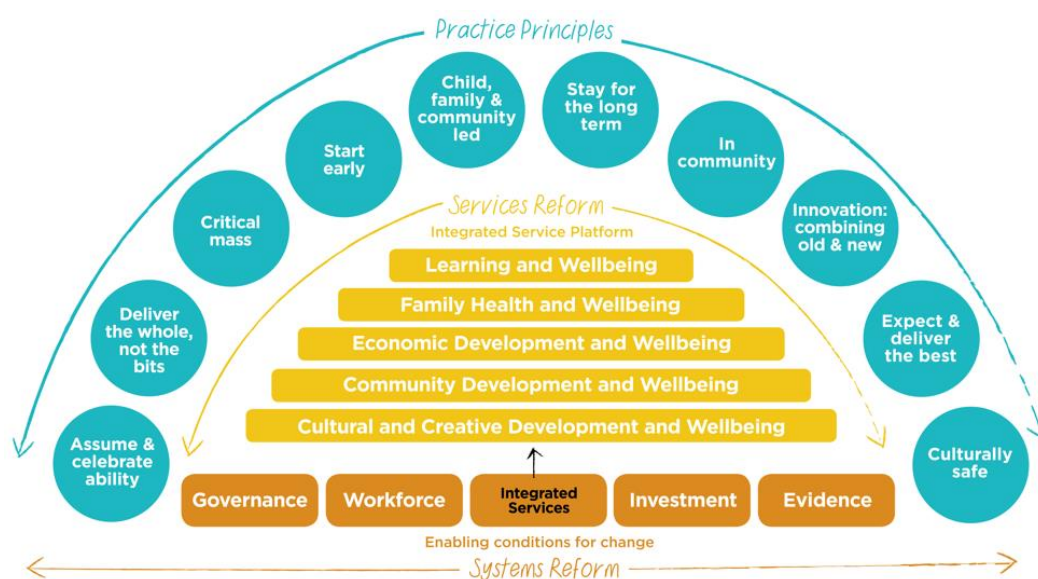 Practice Principles
Assume &
celebrate
ability
Deliver
the whole,
not the
bits
Critical
mass
Start
early
Child,
family &
community
led
Stay for
the long
term
In
community
Innovation:
combining
old & new
Expect &
deliver
the best
Culturally
safe
Services Reform
Integrated Service Platform
Learning and Wellbeing
Family Health and Wellbeing
Economic Development and Wellbeing
Community Development and Wellbeing
Cultural and Creative Development and Wellbeing
Governance
Workforce
Integrated
Services
Investment
Evidence
Enabling conditions for change
Systems Reform